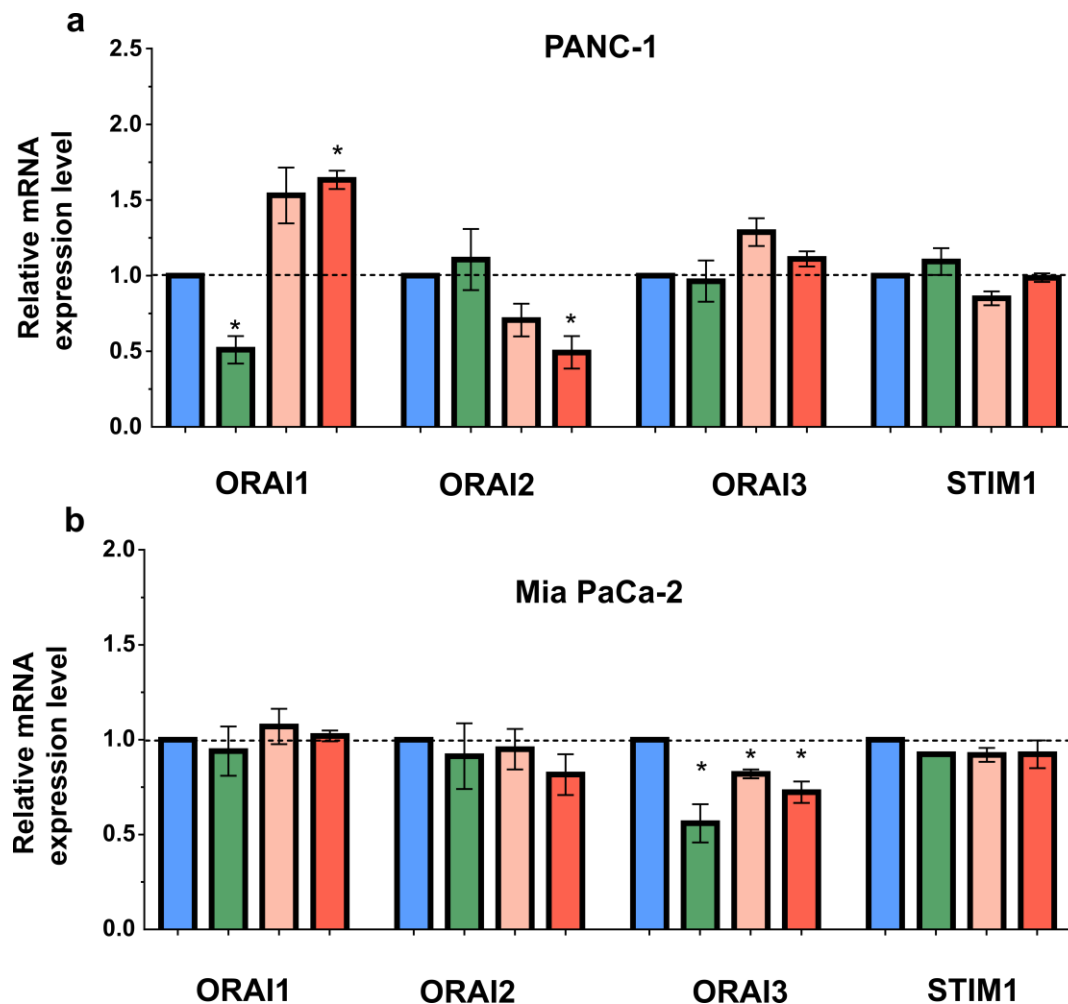 a
PANC-1
Relative mRNA
expression level
2.5
2.0
1.5
1.0
0.5
0.0
*
*
*
ORAI1
ORAI2
ORAI3
STIM1
b
Mia PaCa-2
Relative mRNA
expression level
2.0
1.5
1.0
0.5
0.0
*
*
*
ORAI1
ORAI2
ORAI3
STIM1